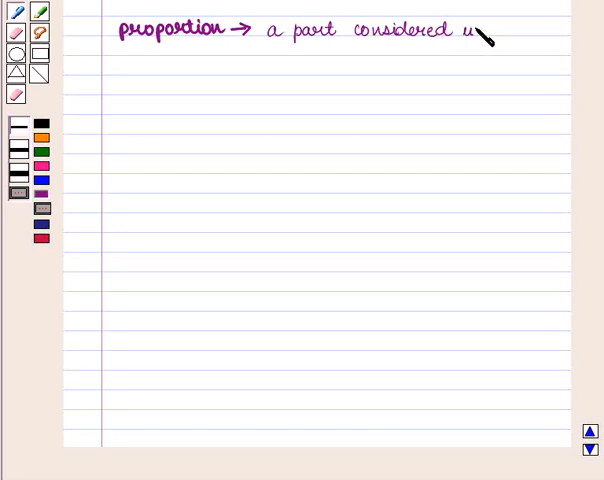 proportion → a part considered